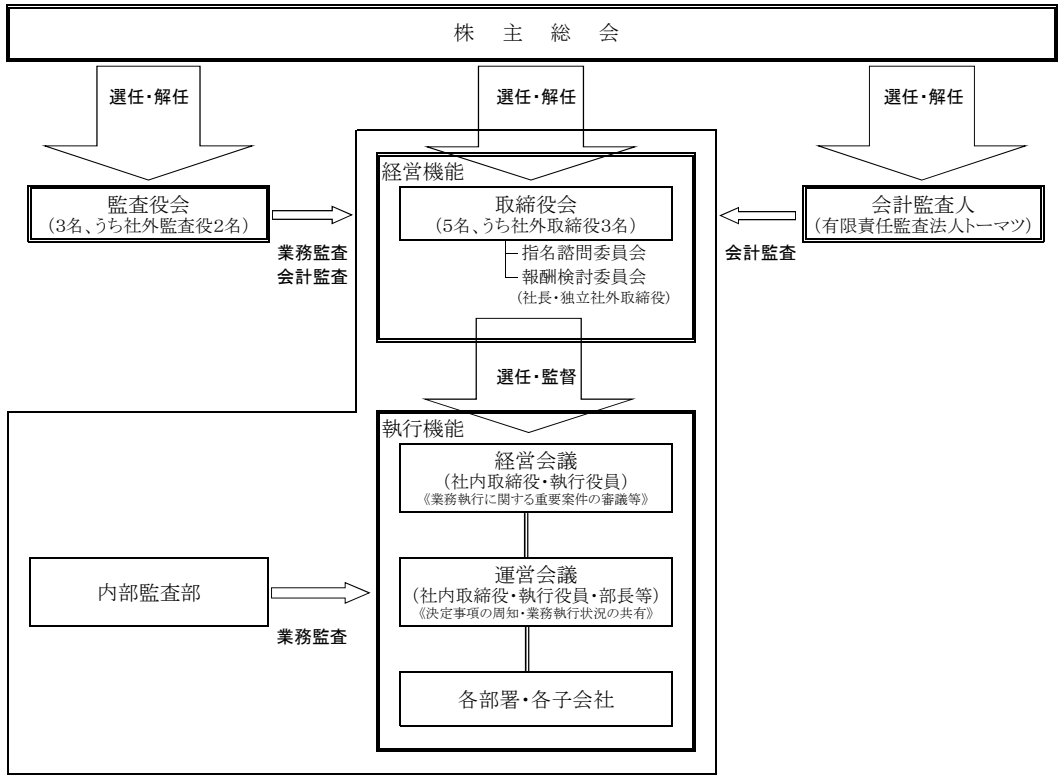 株 主 総 会
選任・解任
選任・解任
選任・解任
経営機能
監査役会
(3名、うち社外監査役2名)
取締役会
(5名、うち社外取締役3名)
会計監査人
(有限責任監査法人トーマツ)
業務監査
会計監査
会計監査
指名諮問委員会
報酬検討委員会
(社長・独立社外取締役)
選任・監督
執行機能
経営会議
(社内取締役・執行役員)
《業務執行に関する重要案件の審議等》
内部監査部
業務監査
運営会議
(社内取締役・執行役員・部長等)
《決定事項の周知・業務執行状況の共有》
各部署・各子会社